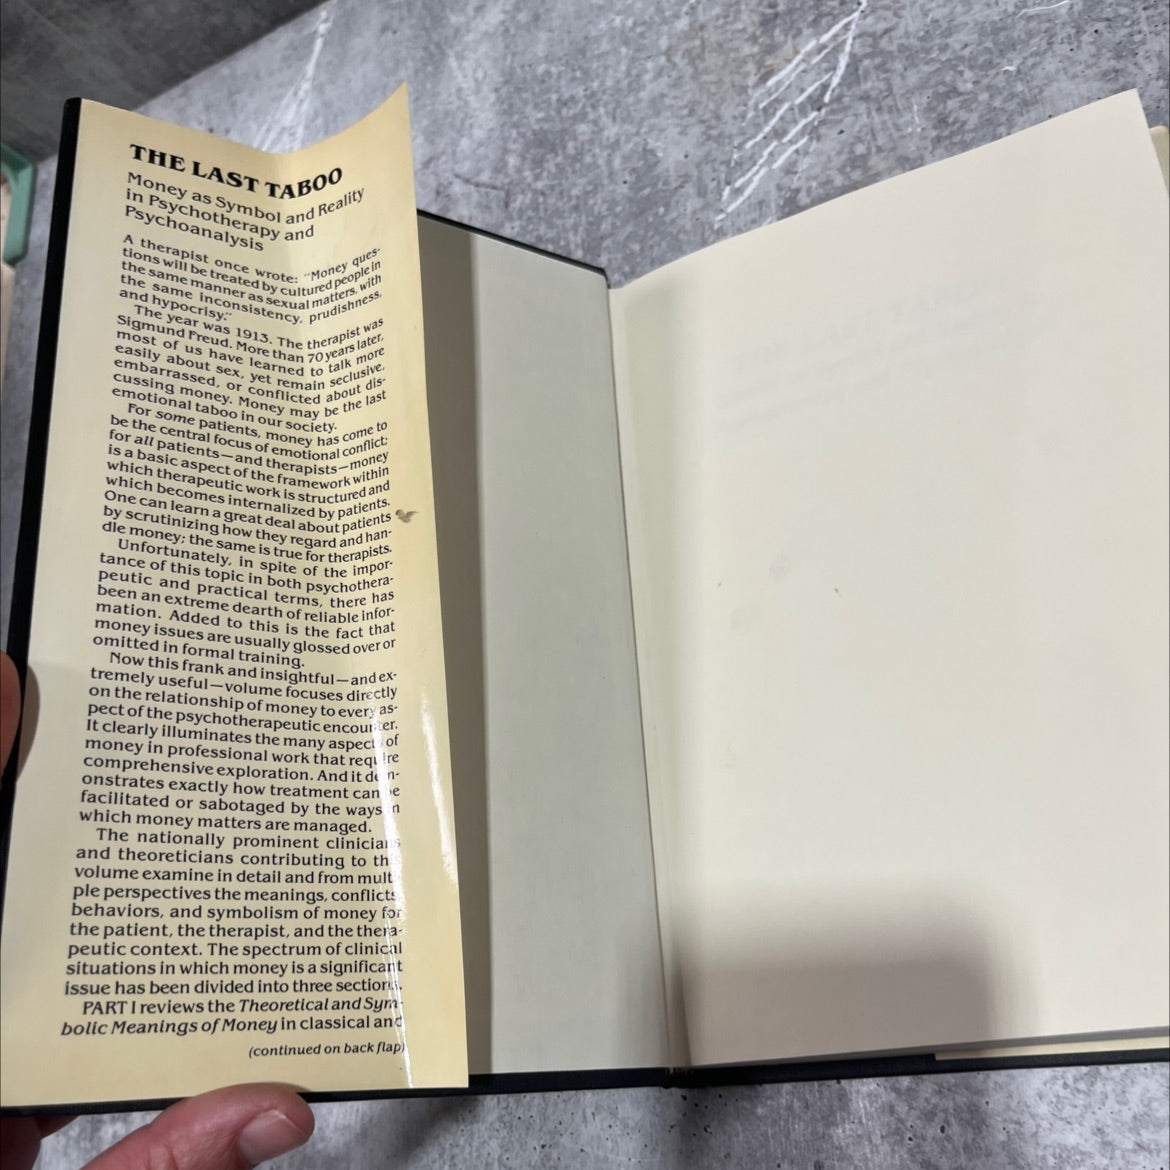 THE LAST TABOO
Money as Symbol and Reality
in Psychotherapy and
Psychoanalysis
A therapist once wrote: "Money ques-
tions will be treated by cultured people in
the same manner as sexual matters, with
the same inconsistency, prudishness,
and hypocrisy."
The year was 1913. The therapist was
Sigmund Freud. More than 70 years later,
most of us have learned to talk more
easily about sex, yet remain seclusive,
embarrassed, or conflicted about dis-
cussing money. Money may be the last
emotional taboo in our society.
For some patients, money has come to
be the central focus of emotional conflict;
for all patients—and therapists—money
is a basic aspect of the framework within
which therapeutic work is structured and
which becomes internalized by patients.
One can learn a great deal about patients
by scrutinizing how they regard and han-
dle money; the same is true for therapists.
Unfortunately, in spite of the impor-
tance of this topic in both psychothera-
peutic and practical terms, there has
been an extreme dearth of reliable infor-
mation. Added to this is the fact that
money issues are usually glossed over or
omitted in formal training.
Now this frank and insightful—and ex-
tremely useful—volume focuses directly
on the relationship of money to every as-
pect of the psychotherapeutic encounter.
It clearly illuminates the many aspects of
money in professional work that require
comprehensive exploration. And it dem-
onstrates exactly how treatment can be
facilitated or sabotaged by the ways in
which money matters are managed.
The nationally prominent clinicians
and theoreticians contributing to this
volume examine in detail and from multi-
ple perspectives the meanings, conflicts,
behaviors, and symbolism of money for
the patient, the therapist, and the thera-
peutic context. The spectrum of clinical
situations in which money is a significant
issue has been divided into three sections.
PART I reviews the Theoretical and Sym-
bolic Meanings of Money in classical and
(continued on back flap)